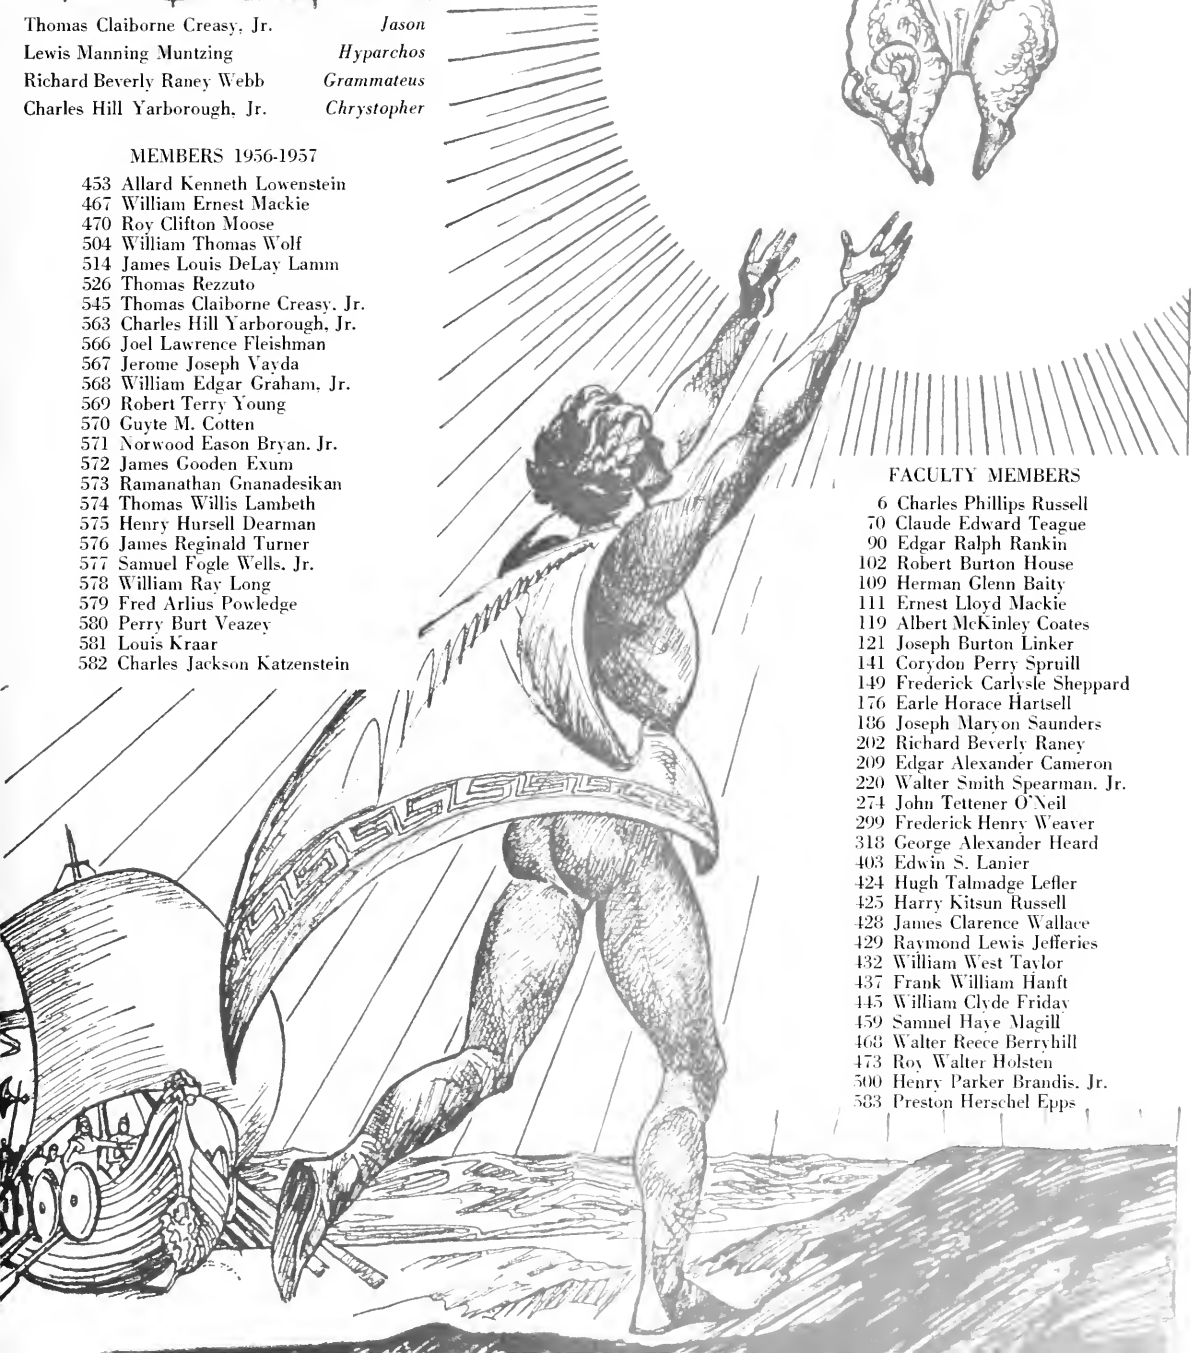 Thomas Claiborne Creasy, Jr. Jason
Lewis Manning Muntzing Hyparchos
Richard Beverly Raney Webb Grammateus
Charles Hill Yarborough, Jr. Chrystopher
MEMBERS 1956-1957
453 Allard Kenneth Lowenstein
467 William Ernest Mackie
470 Roy Clifton Moose
504 William Thomas Wolf
514 James Louis DeLay Lamm
526 Thomas Rezzuto
545 Thomas Claiborne Creasy, Jr.
563 Charles Hill Yarborough, Jr.
566 Joel Lawrence Fleishman
567 Jerome Joseph Vayda
568 William Edgar Graham, Jr.
569 Robert Terry Young
570 Guyte M. Cotten
571 Norwood Eason Bryan, Jr.
572 James Gooden Exum
573 Ramanathan Gnanadesikan
574 Thomas Willis Lambeth
575 Henry Hursell Dearman
576 James Reginald Turner
577 Samuel Fogle Wells, Jr.
578 William Ray Long
579 Fred Arlius Powledge
580 Perry Burt Veazey
581 Louis Kraar
582 Charles Jackson Katzenstein
FACULTY MEMBERS
6 Charles Phillips Russell
70 Claude Edward Teague
90 Edgar Ralph Rankin
102 Robert Burton House
109 Herman Glenn Baity
111 Ernest Lloyd Mackie
119 Albert McKinley Coates
121 Joseph Burton Linker
141 Corydon Perry Spruill
149 Frederick Carlysle Sheppard
176 Earle Horace Hartsell
186 Joseph Maryon Saunders
202 Richard Beverly Raney
209 Edgar Alexander Cameron
220 Walter Smith Spearman, Jr.
274 John Tettener O'Neil
299 Frederick Henry Weaver
318 George Alexander Heard
403 Edwin S. Lanier
424 Hugh Talmadge Lefler
425 Harry Kitsun Russell
428 James Clarence Wallace
429 Raymond Lewis Jefferies
432 William West Taylor
437 Frank William Hanft
445 William Clyde Friday
459 Samuel Haye Magill
468 Walter Reece Berryhill
473 Roy Walter Holsten
500 Henry Parker Brandis, Jr.
583 Preston Herschel Epps